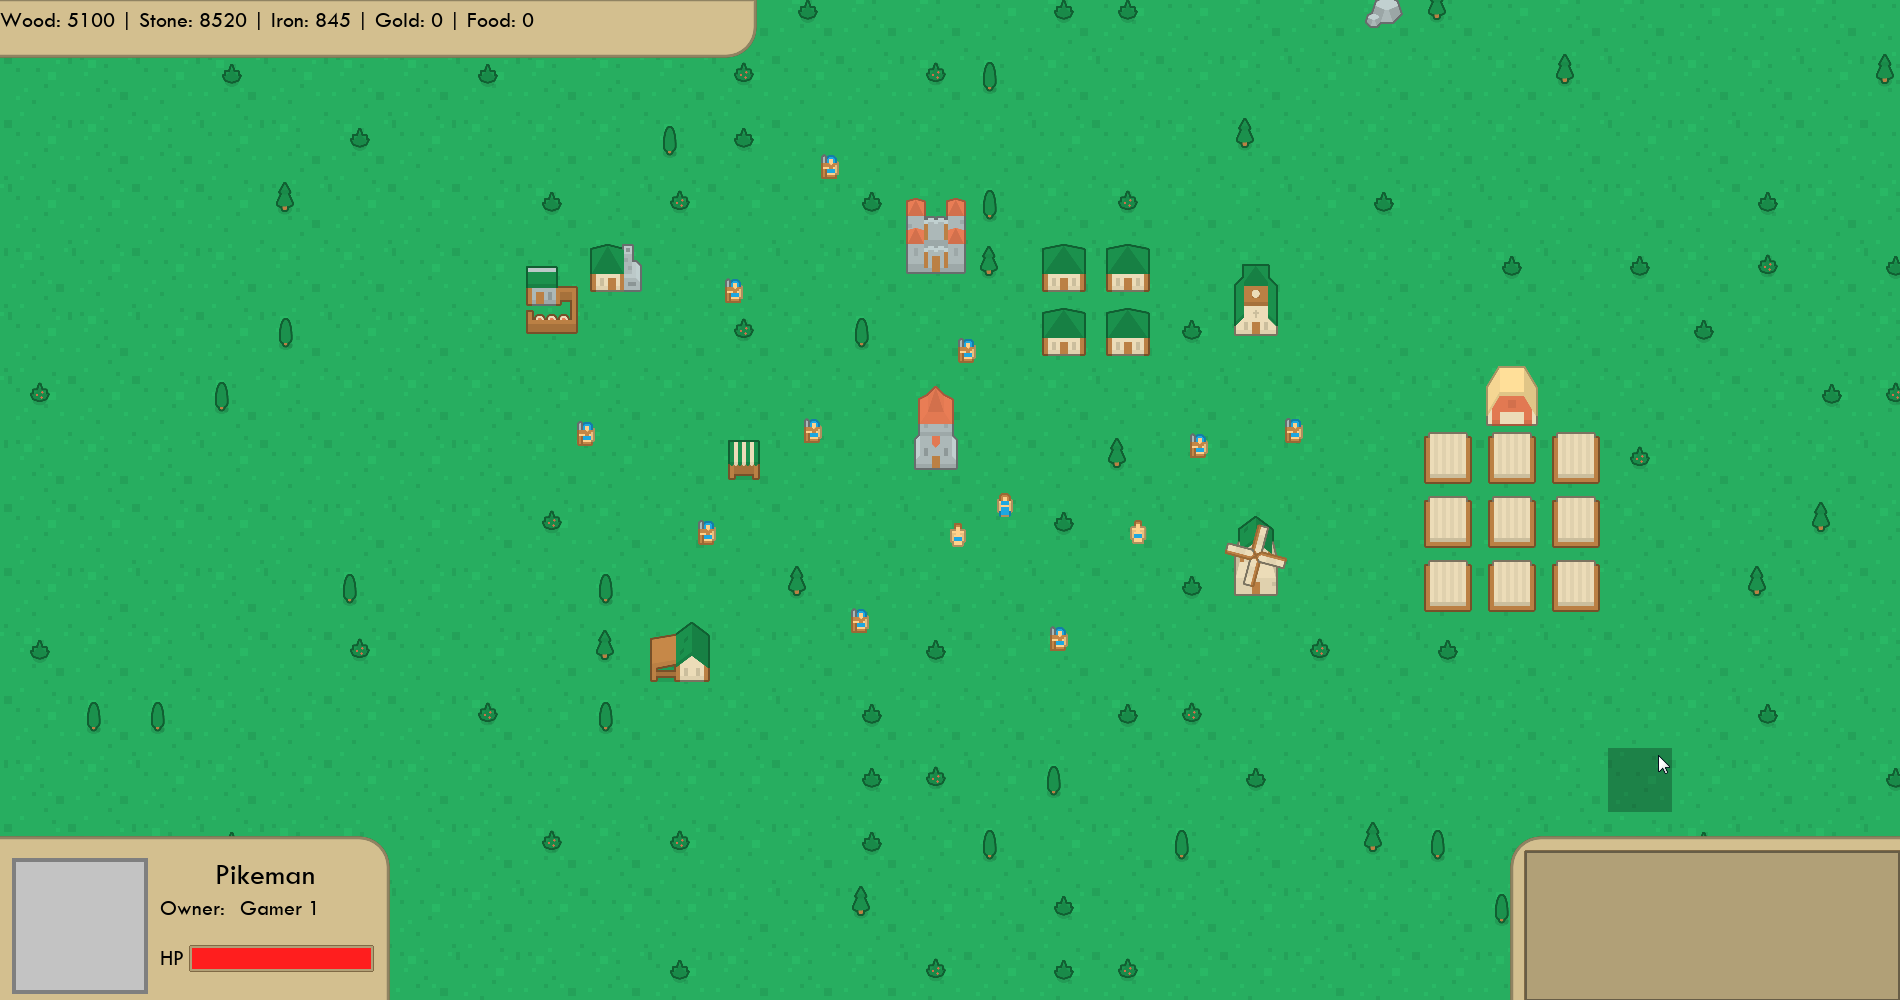 Wood: 5100 | Stone: 8520 | Iron: 845 | Gold: 0 | Food: 0
Pikeman
Owner: Gamer 1
HP